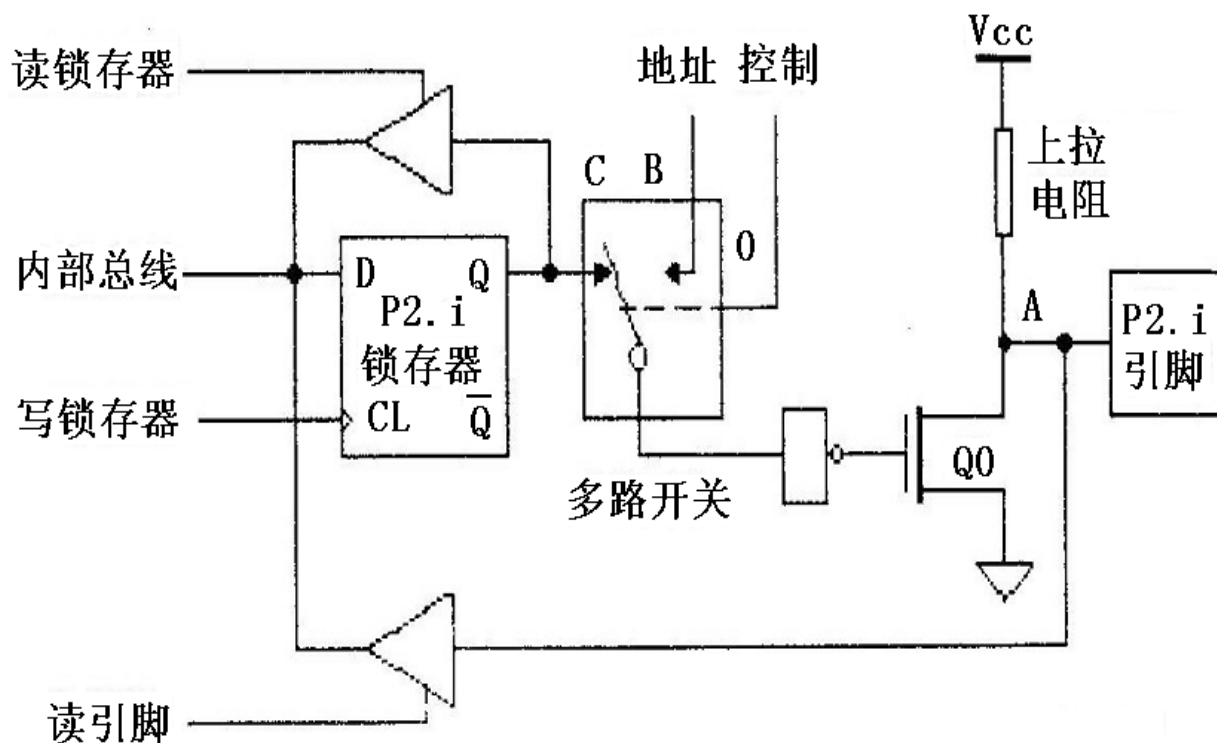 Vcc
读锁存器
地址 控制
上拉
电阻
C B
O
内部总线
D Q
P2.i
锁存器
CL Q̅
A
P2.i
引脚
写锁存器
Q0
多路开关
读引脚